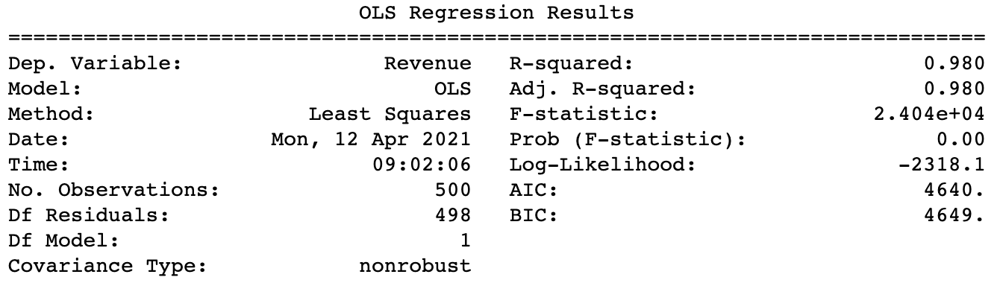 OLS Regression Results
==============================================================================
Dep. Variable: Revenue R-squared: 0.980
Model: OLS Adj. R-squared: 0.980
Method: Least Squares F-statistic: 2.404e+04
Date: Mon, 12 Apr 2021 Prob (F-statistic): 0.00
Time: 09:02:06 Log-Likelihood: -2318.1
No. Observations: 500 AIC: 4640.
Df Residuals: 498 BIC: 4649.
Df Model: 1
Covariance Type: nonrobust